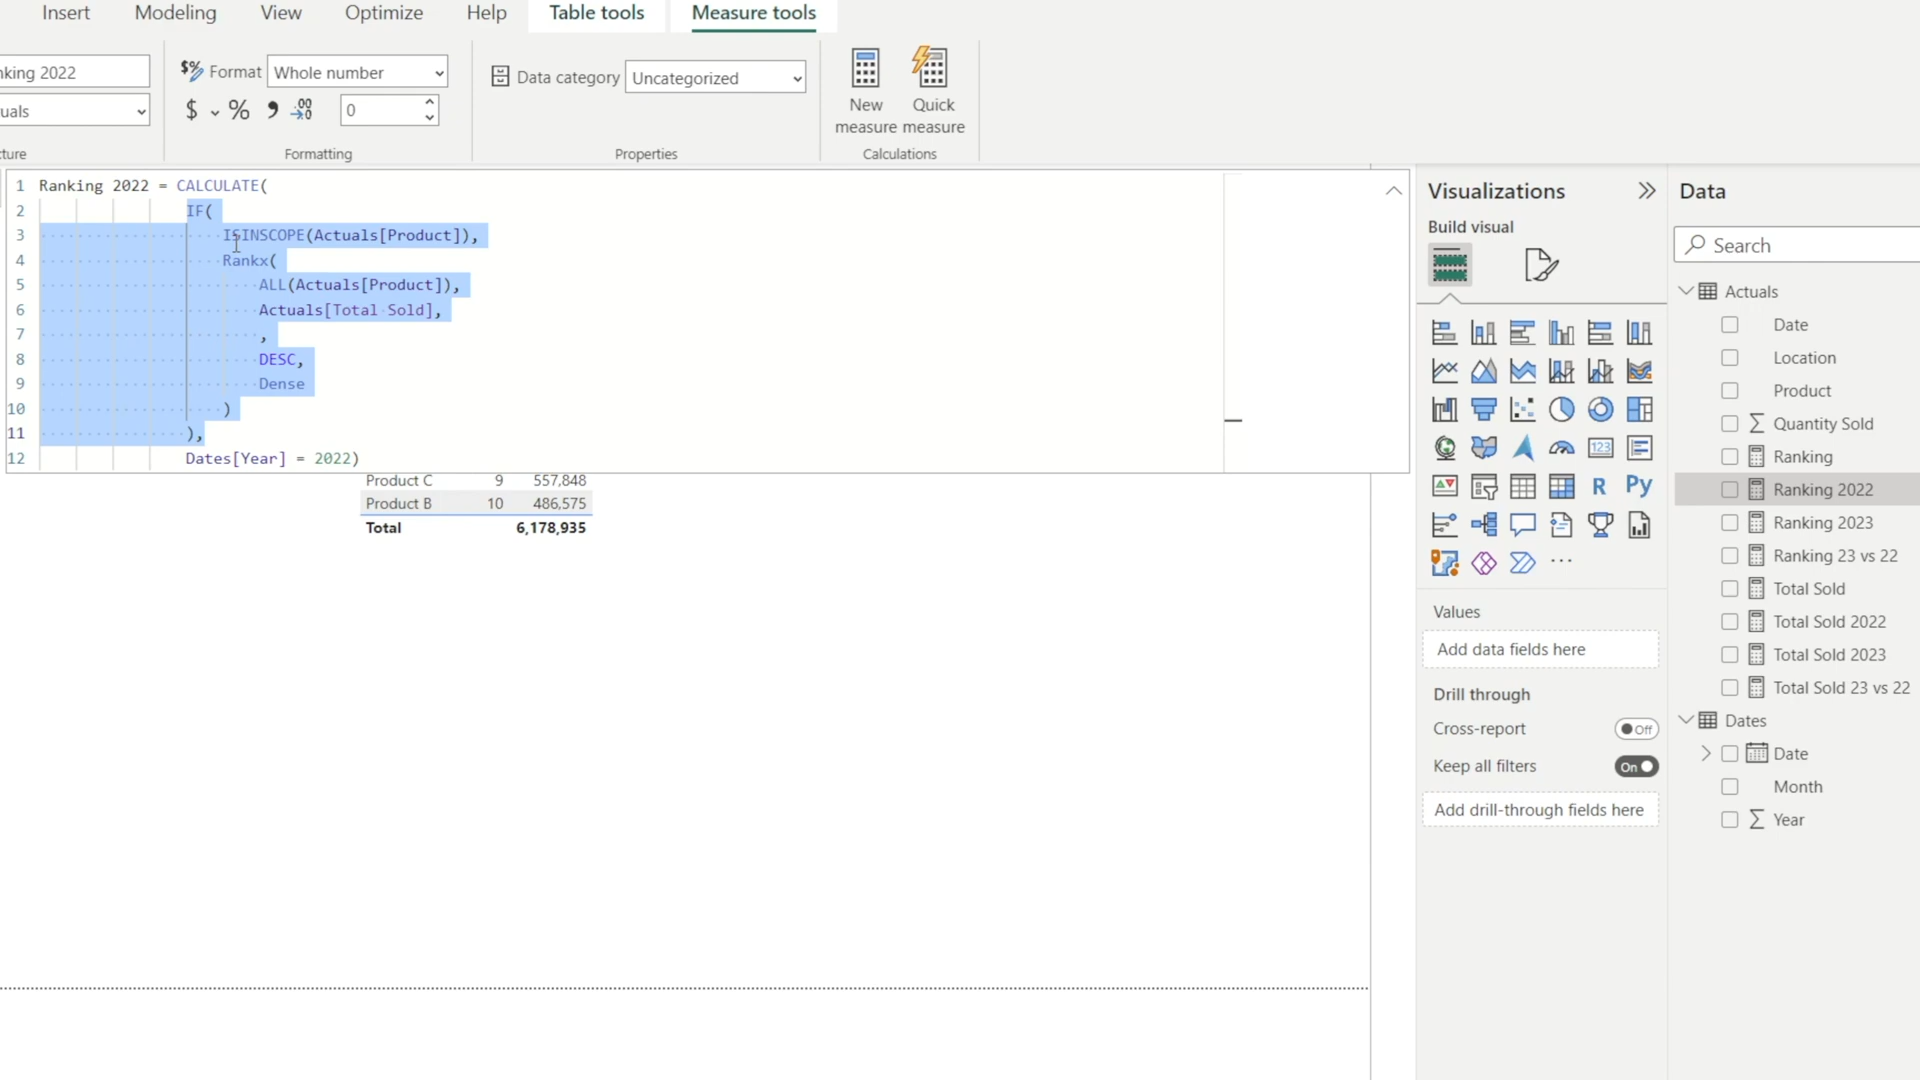 Insert Modeling View Optimize Help Table tools Measure tools
nking 2022
uals
ture
Format Whole number
$ % 0
Formatting
Data category Uncategorized
Properties
New measure
Quick measure
Calculations
1 Ranking 2022 = CALCULATE(
2 IF(
3 ISINSCOPE(Actuals[Product]),
4 Rankx(
5 ALL(Actuals[Product]),
6 Actuals[Total Sold],
7 ,
8 DESC,
9 Dense
10 )
11 ),
12 Dates[Year] = 2022)
Product C 9 557,848
Product B 10 486,575
Total 6,178,935
Visualizations
Build visual
123
R Py
Values
Add data fields here
Drill through
Cross-report Off
Keep all filters On
Add drill-through fields here
Data
Search
Actuals
Date
Location
Product
Quantity Sold
Ranking
Ranking 2022
Ranking 2023
Ranking 23 vs 22
Total Sold
Total Sold 2022
Total Sold 2023
Total Sold 23 vs 22
Dates
Date
Month
Year